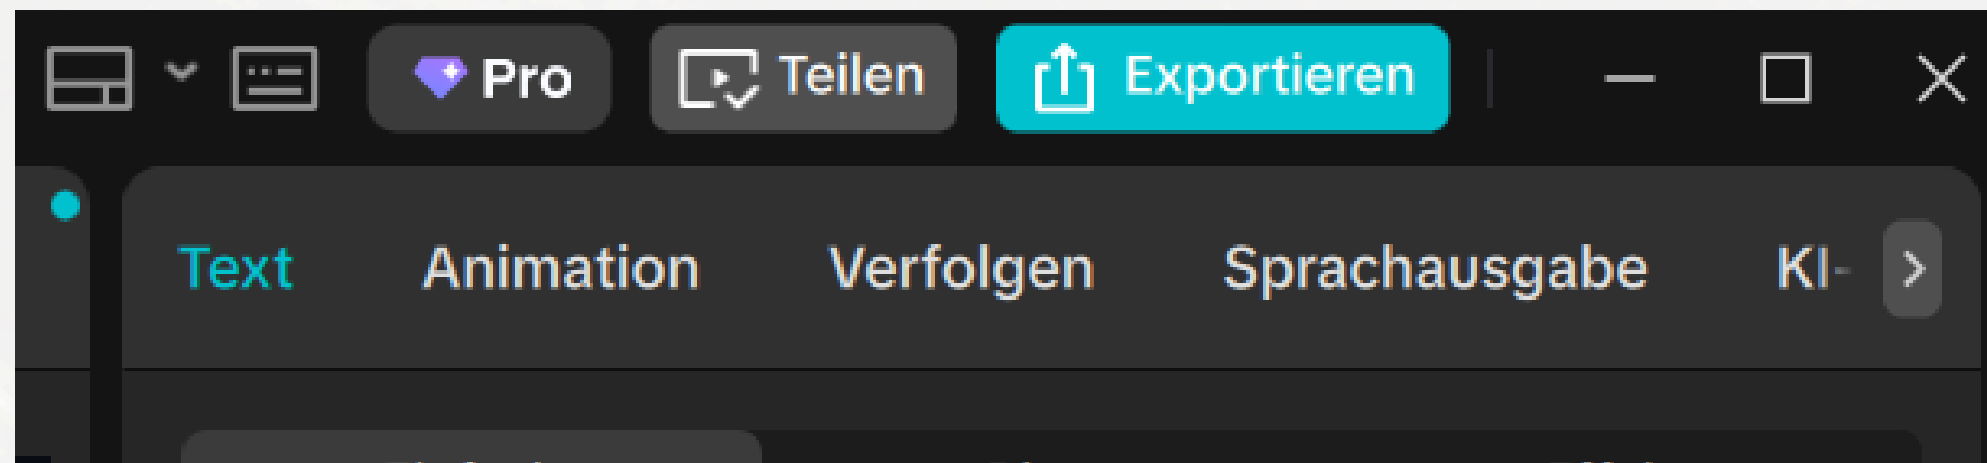 Pro Teilen Exportieren
Text Animation Verfolgen Sprachausgabe KI-